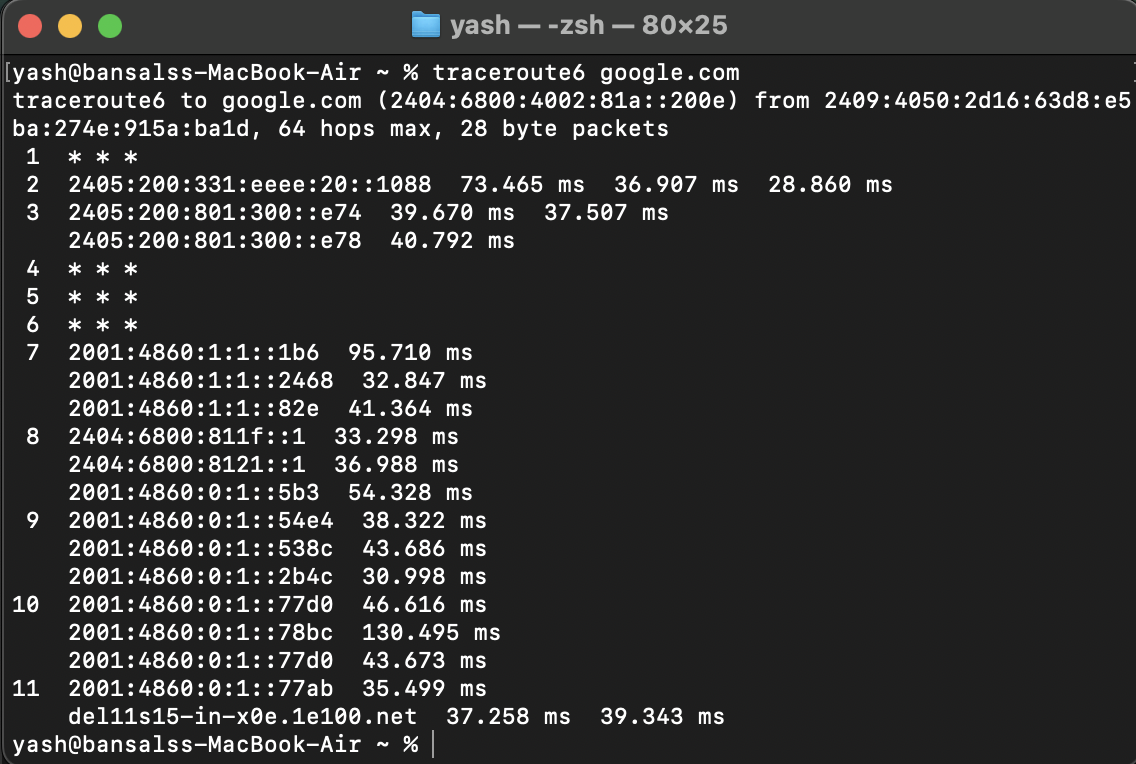 yash — -zsh — 80×25
yash@bansalss-MacBook-Air ~ % traceroute6 google.com
traceroute6 to google.com (2404:6800:4002:81a::200e) from 2409:4050:2d16:63d8:e5
ba:274e:915a:ba1d, 64 hops max, 28 byte packets
 1  * * *
 2  2405:200:331:eeee:20::1088  73.465 ms  36.907 ms  28.860 ms
 3  2405:200:801:300::e74  39.670 ms  37.507 ms
    2405:200:801:300::e78  40.792 ms
 4  * * *
 5  * * *
 6  * * *
 7  2001:4860:1:1::1b6  95.710 ms
    2001:4860:1:1::2468  32.847 ms
    2001:4860:1:1::82e  41.364 ms
 8  2404:6800:811f::1  33.298 ms
    2404:6800:8121::1  36.988 ms
    2001:4860:0:1::5b3  54.328 ms
 9  2001:4860:0:1::54e4  38.322 ms
    2001:4860:0:1::538c  43.686 ms
    2001:4860:0:1::2b4c  30.998 ms
10  2001:4860:0:1::77d0  46.616 ms
    2001:4860:0:1::78bc  130.495 ms
    2001:4860:0:1::77d0  43.673 ms
11  2001:4860:0:1::77ab  35.499 ms
    del11s15-in-x0e.1e100.net  37.258 ms  39.343 ms
yash@bansalss-MacBook-Air ~ %